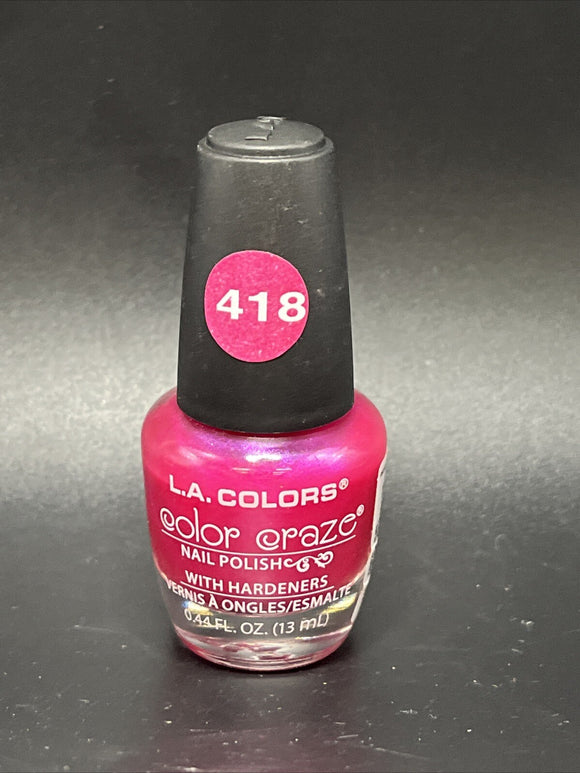 418
L.A. COLORS®
color craze®
NAIL POLISH
WITH HARDENERS
VERNIS À ONGLES/ESMALTE
0.44 FL. OZ. (13 mL)